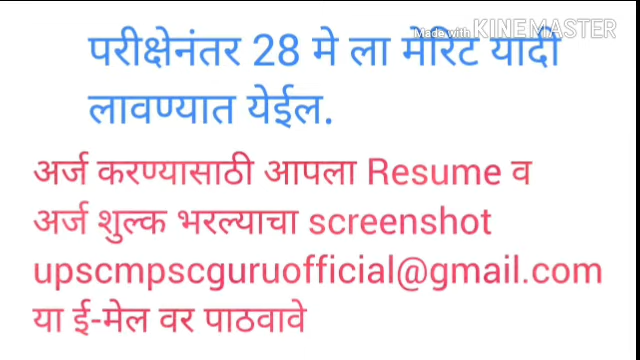 Made with KINEMASTER
परीक्षेनंतर 28 मे ला मेरिट यादी
लावण्यात येईल.
अर्ज करण्यासाठी आपला Resume व
अर्ज शुल्क भरल्याचा screenshot
upscmpscguruofficial@gmail.com
या ई-मेल वर पाठवावे